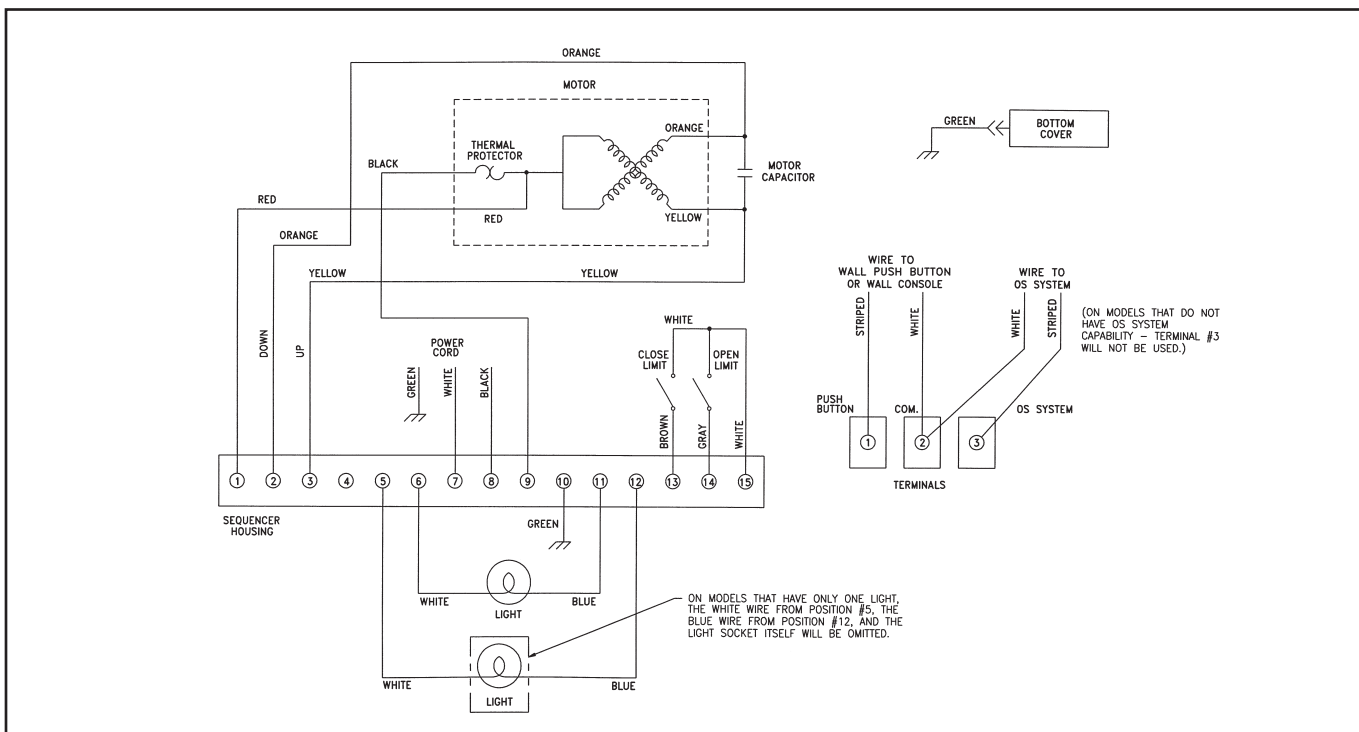 ORANGE
MOTOR
ORANGE
THERMAL
PROTECTOR
BLACK
MOTOR
CAPACITOR
RED
RED
YELLOW
ORANGE
YELLOW
YELLOW
DOWN
UP
POWER
CORD
GREEN
WHITE
BLACK
WHITE
CLOSE
LIMIT
OPEN
LIMIT
BROWN
GRAY
WHITE
1 2 3 4 5 6 7 8 9 10 11 12 13 14 15
SEQUENCER
HOUSING
GREEN
WHITE
BLUE
LIGHT
WHITE
BLUE
LIGHT
ON MODELS THAT HAVE ONLY ONE LIGHT,
THE WHITE WIRE FROM POSITION #5, THE
BLUE WIRE FROM POSITION #12, AND THE
LIGHT SOCKET ITSELF WILL BE OMITTED.
GREEN
BOTTOM
COVER
WIRE TO
WALL PUSH BUTTON
OR WALL CONSOLE
WIRE TO
OS SYSTEM
STRIPED
WHITE
WHITE
STRIPED
(ON MODELS THAT DO NOT
HAVE OS SYSTEM
CAPABILITY – TERMINAL #3
WILL NOT BE USED.)
PUSH
BUTTON
COM.
OS SYSTEM
1 2 3
TERMINALS